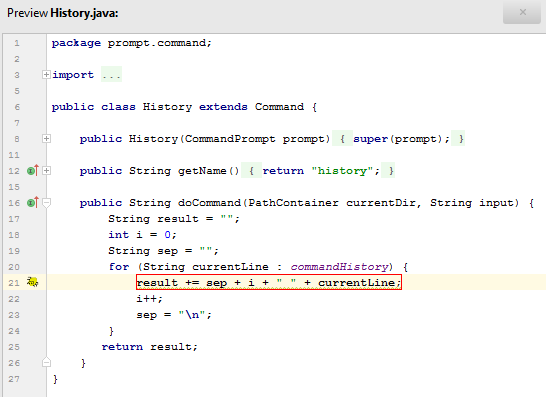 Preview History.java:
×
1 package prompt.command;
2
3 import ...
5
6 public class History extends Command {
7
8 public History(CommandPrompt prompt) { super(prompt); }
11
12 public String getName() { return "history"; }
15
16 public String doCommand(PathContainer currentDir, String input) {
17 String result = "";
18 int i = 0;
19 String sep = "";
20 for (String currentLine : commandHistory) {
21 result += sep + i + " " + currentLine;
22 i++;
23 sep = "\n";
24 }
25 return result;
26 }
27 }